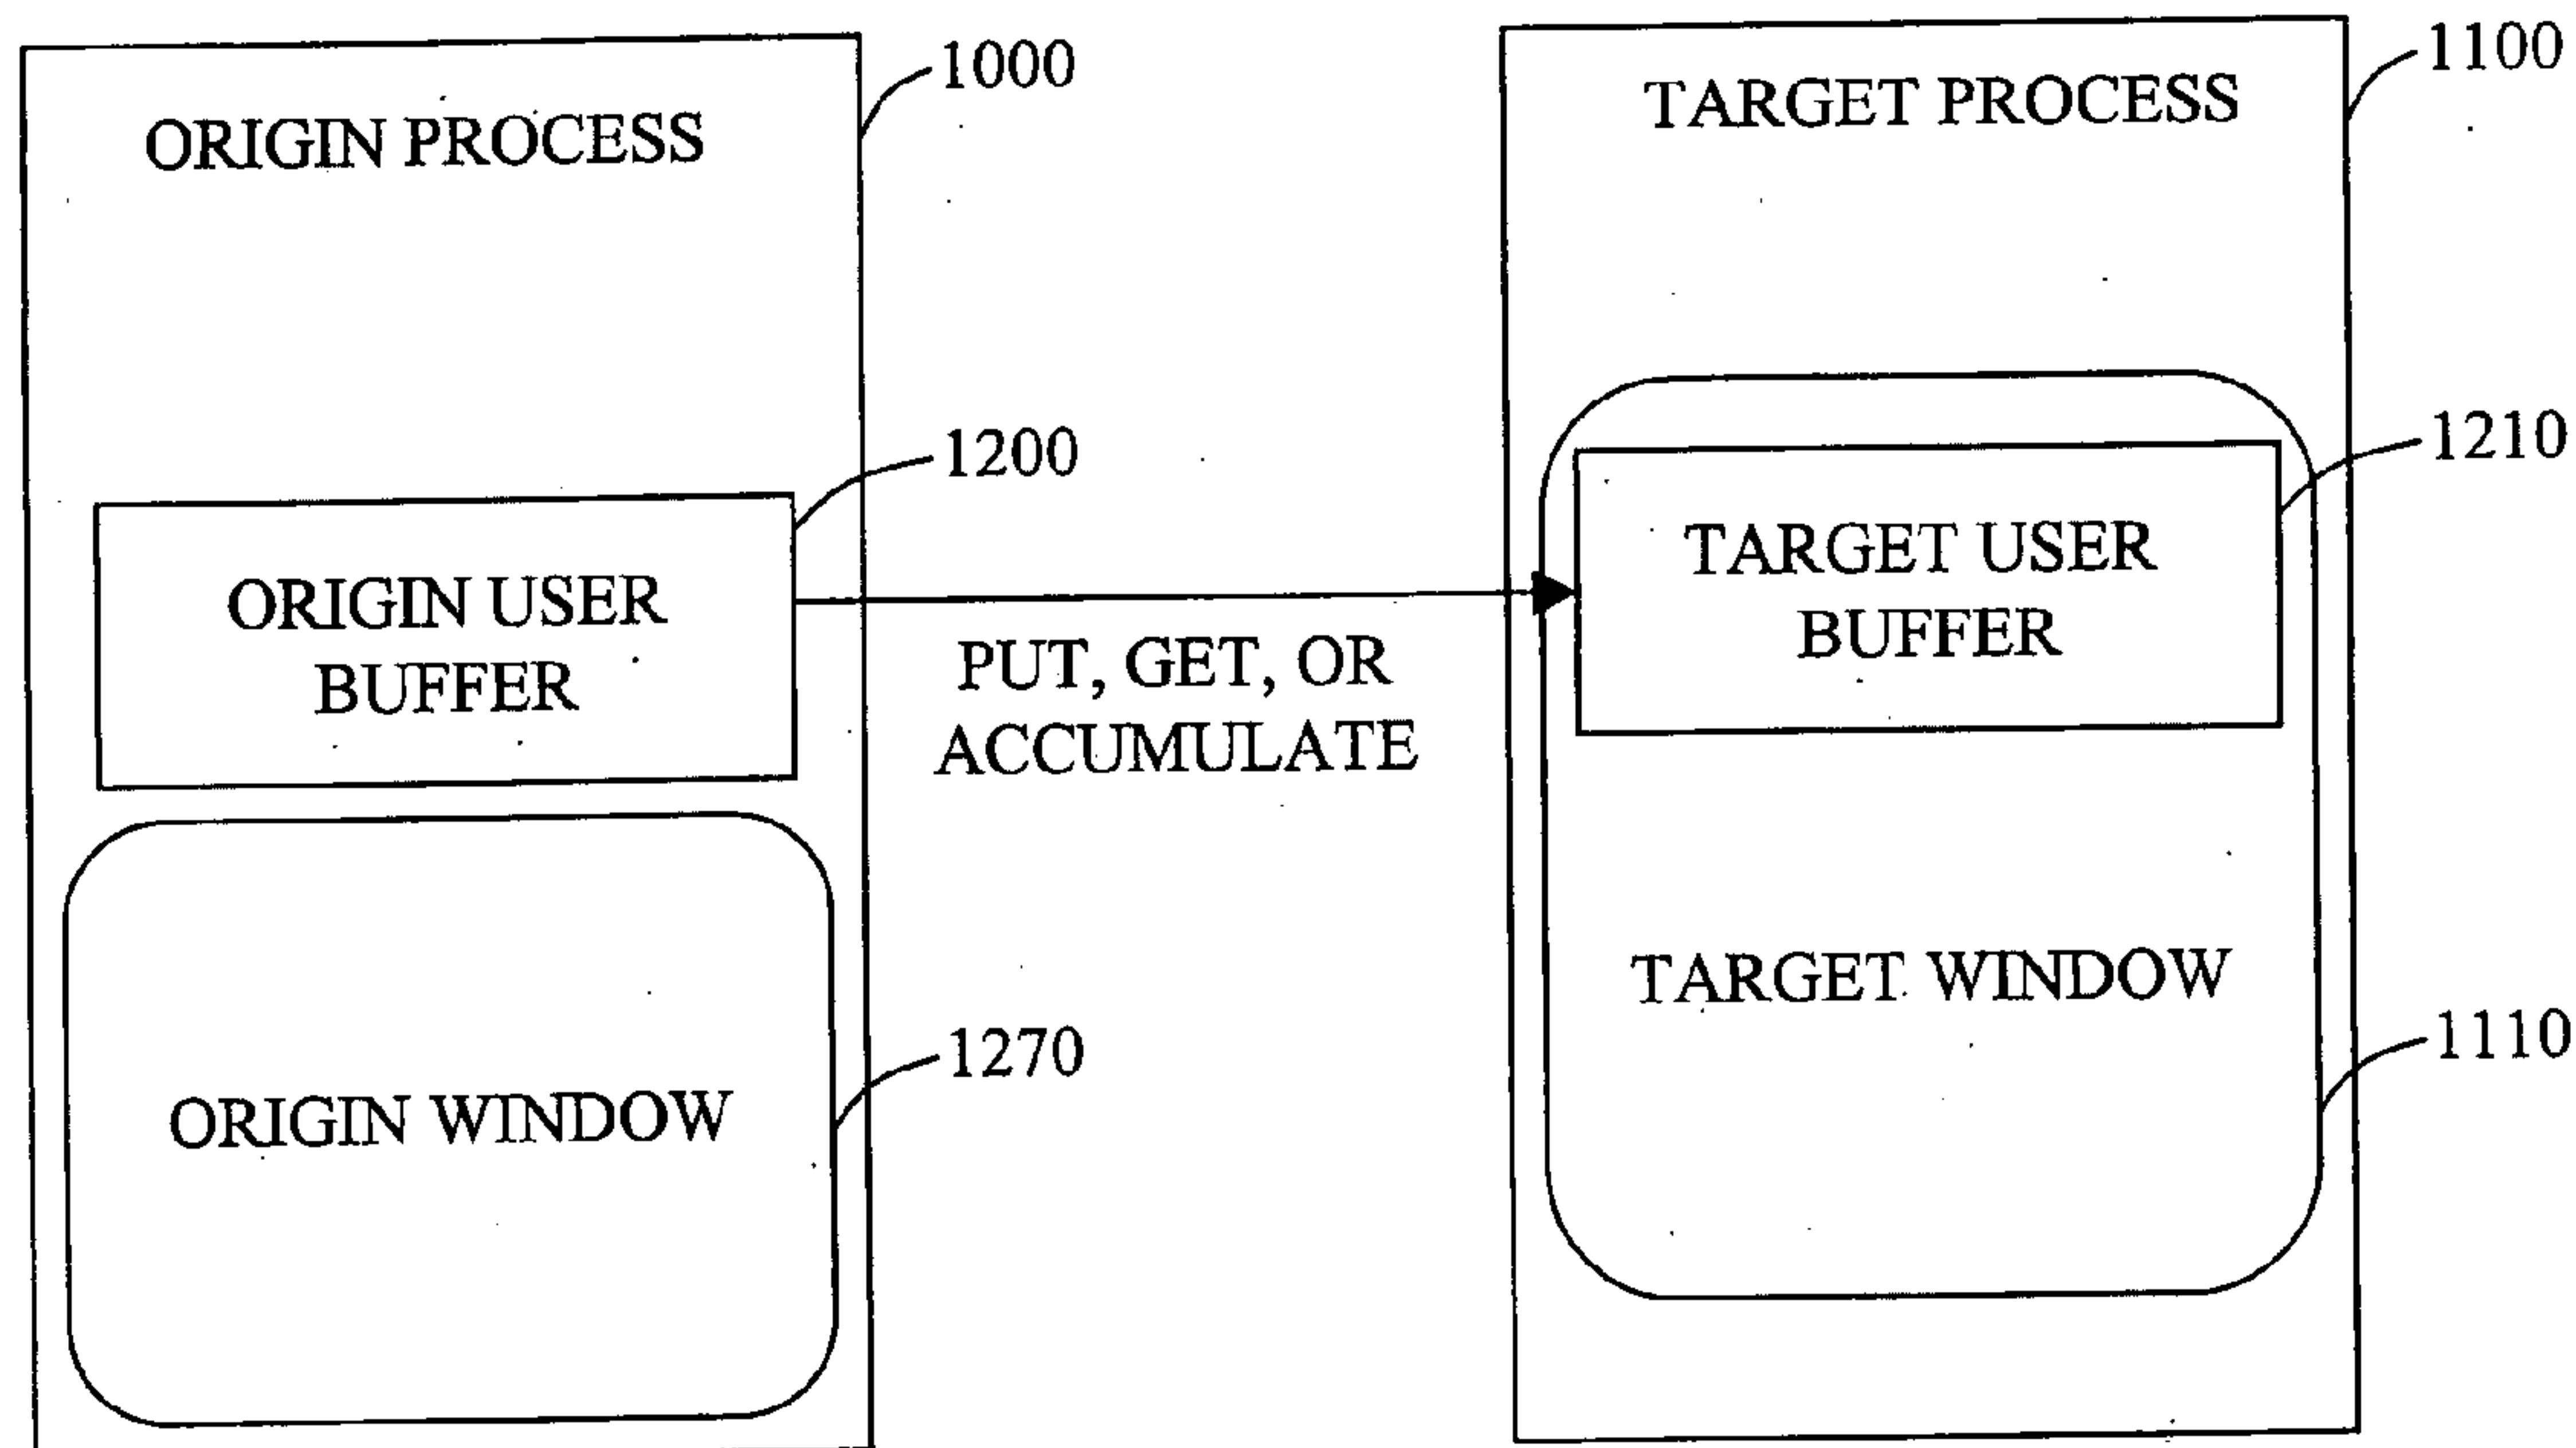 1000
ORIGIN PROCESS
1200
ORIGIN USER
BUFFER
PUT, GET, OR
ACCUMULATE
1270
ORIGIN WINDOW
1100
TARGET PROCESS
1210
TARGET USER
BUFFER
TARGET WINDOW
1110